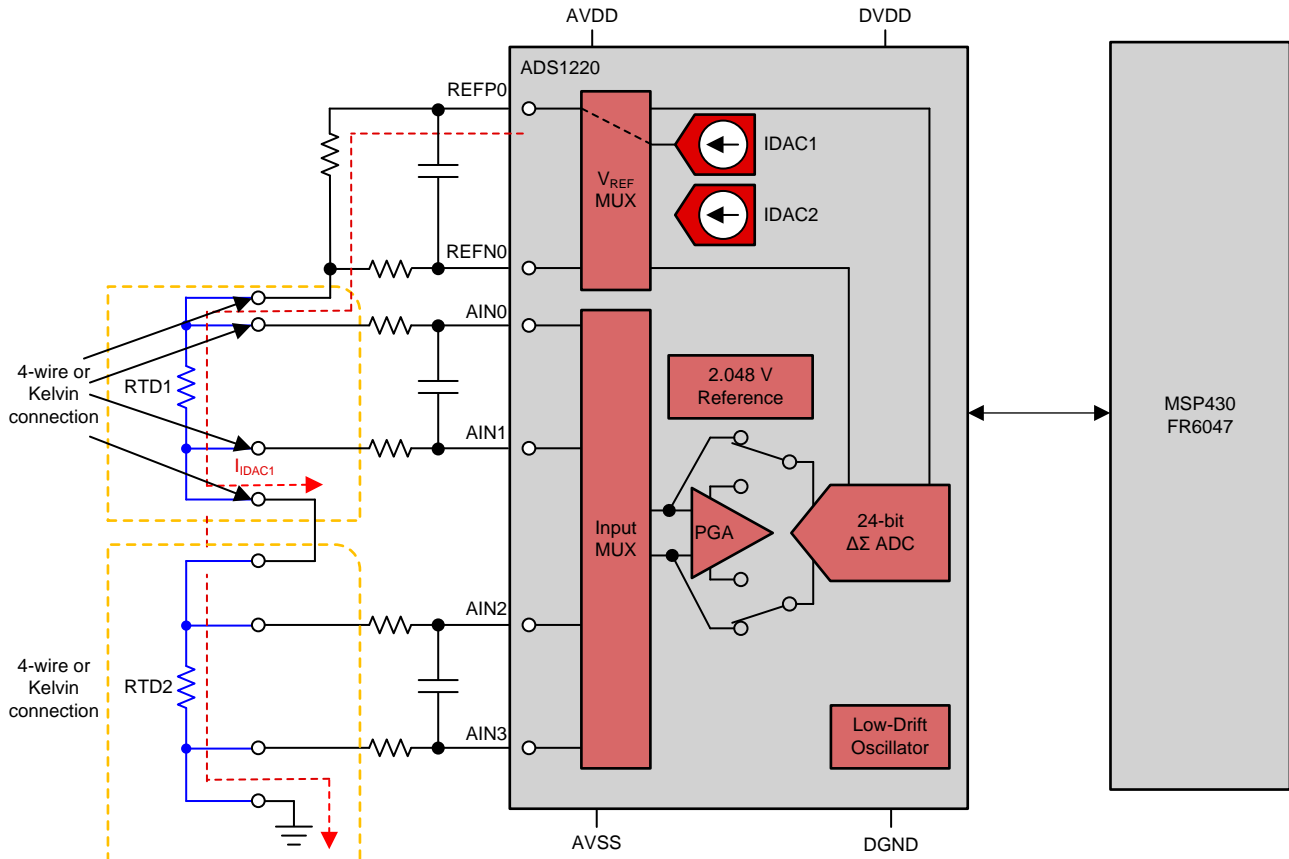 AVDD
DVDD
ADS1220
REFP0
IDAC1
VREF
MUX
IDAC2
REFN0
AIN0
4-wire or
Kelvin
connection
RTD1
2.048 V
Reference
MSP430
FR6047
AIN1
IIDAC1
Input
MUX
PGA
24-bit
ΔΣ ADC
AIN2
4-wire or
Kelvin
connection
RTD2
Low-Drift
Oscillator
AIN3
AVSS
DGND